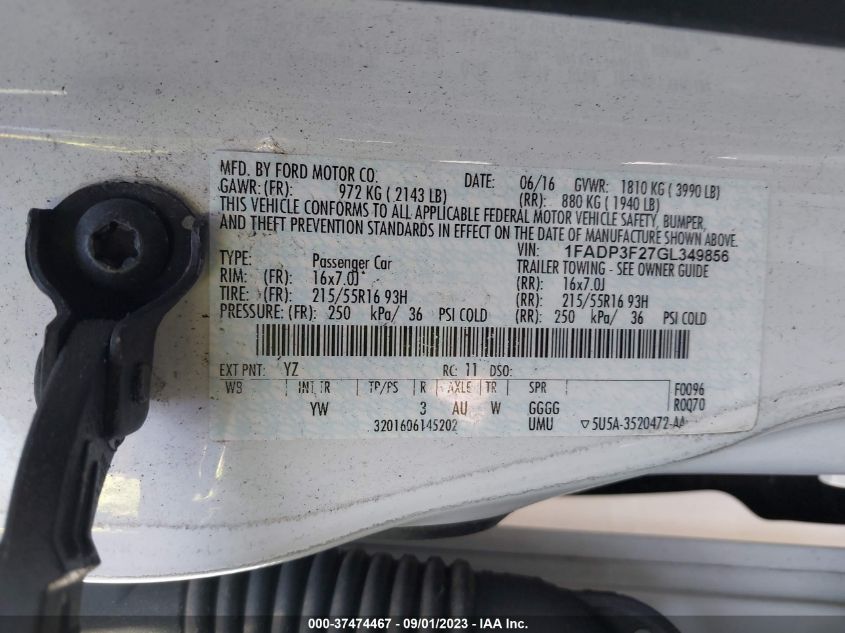 MFD. BY FORD MOTOR CO. DATE: 06/16 GVWR: 1810 KG ( 3990 LB)
GAWR: (FR): 972 KG ( 2143 LB) (RR): 880 KG ( 1940 LB)
THIS VEHICLE CONFORMS TO ALL APPLICABLE FEDERAL MOTOR VEHICLE SAFETY, BUMPER,
AND THEFT PREVENTION STANDARDS IN EFFECT ON THE DATE OF MANUFACTURE SHOWN ABOVE.
VIN: 1FADP3F27GL349856
TYPE: Passenger Car TRAILER TOWING - SEE OWNER GUIDE
RIM: (FR): 16x7.0J (RR): 16x7.0J
TIRE: (FR): 215/55R16 93H (RR): 215/55R16 93H
PRESSURE: (FR): 250 kPa/ 36 PSI COLD (RR): 250 kPa/ 36 PSI COLD
EXT PNT: YZ RC: 11 DSO:
WB INT TR TP/PS R AXLE TR SPR F0096
YW 3 AU W GGGG R0070
3201606145202 UMU ▽5U5A-3520472-AA
000-37474467 - 09/01/2023 - IAA Inc.